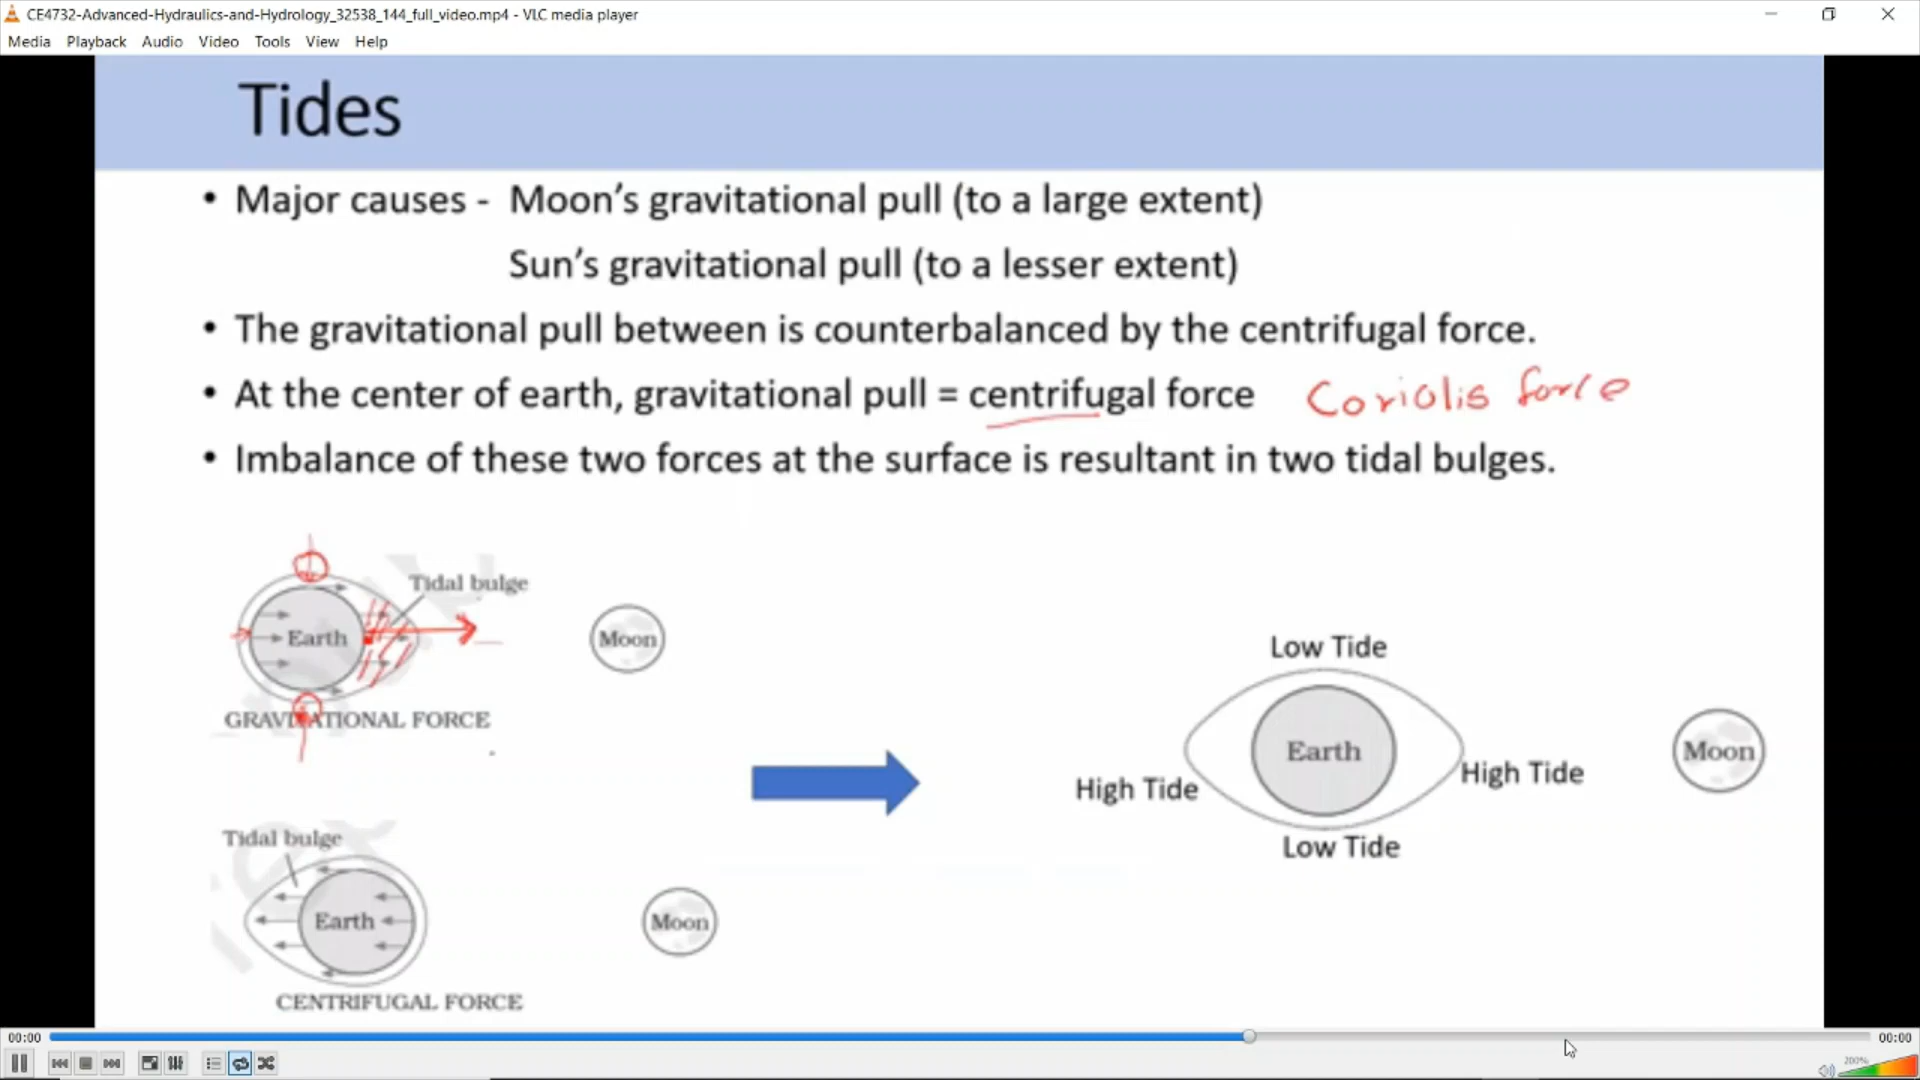 CE4732-Advanced-Hydraulics-and-Hydrology_32538_144_full_video.mp4 - VLC media player
Media Playback Audio Video Tools View Help
Tides
• Major causes - Moon's gravitational pull (to a large extent)
Sun's gravitational pull (to a lesser extent)
• The gravitational pull between is counterbalanced by the centrifugal force.
• At the center of earth, gravitational pull = centrifugal force Coriolis force
• Imbalance of these two forces at the surface is resultant in two tidal bulges.
Tidal bulge
Earth
Moon
GRAVITATIONAL FORCE
Low Tide
Earth
Moon
High Tide
High Tide
Low Tide
Tidal bulge
Earth
Moon
CENTRIFUGAL FORCE
00:00
00:00
200%